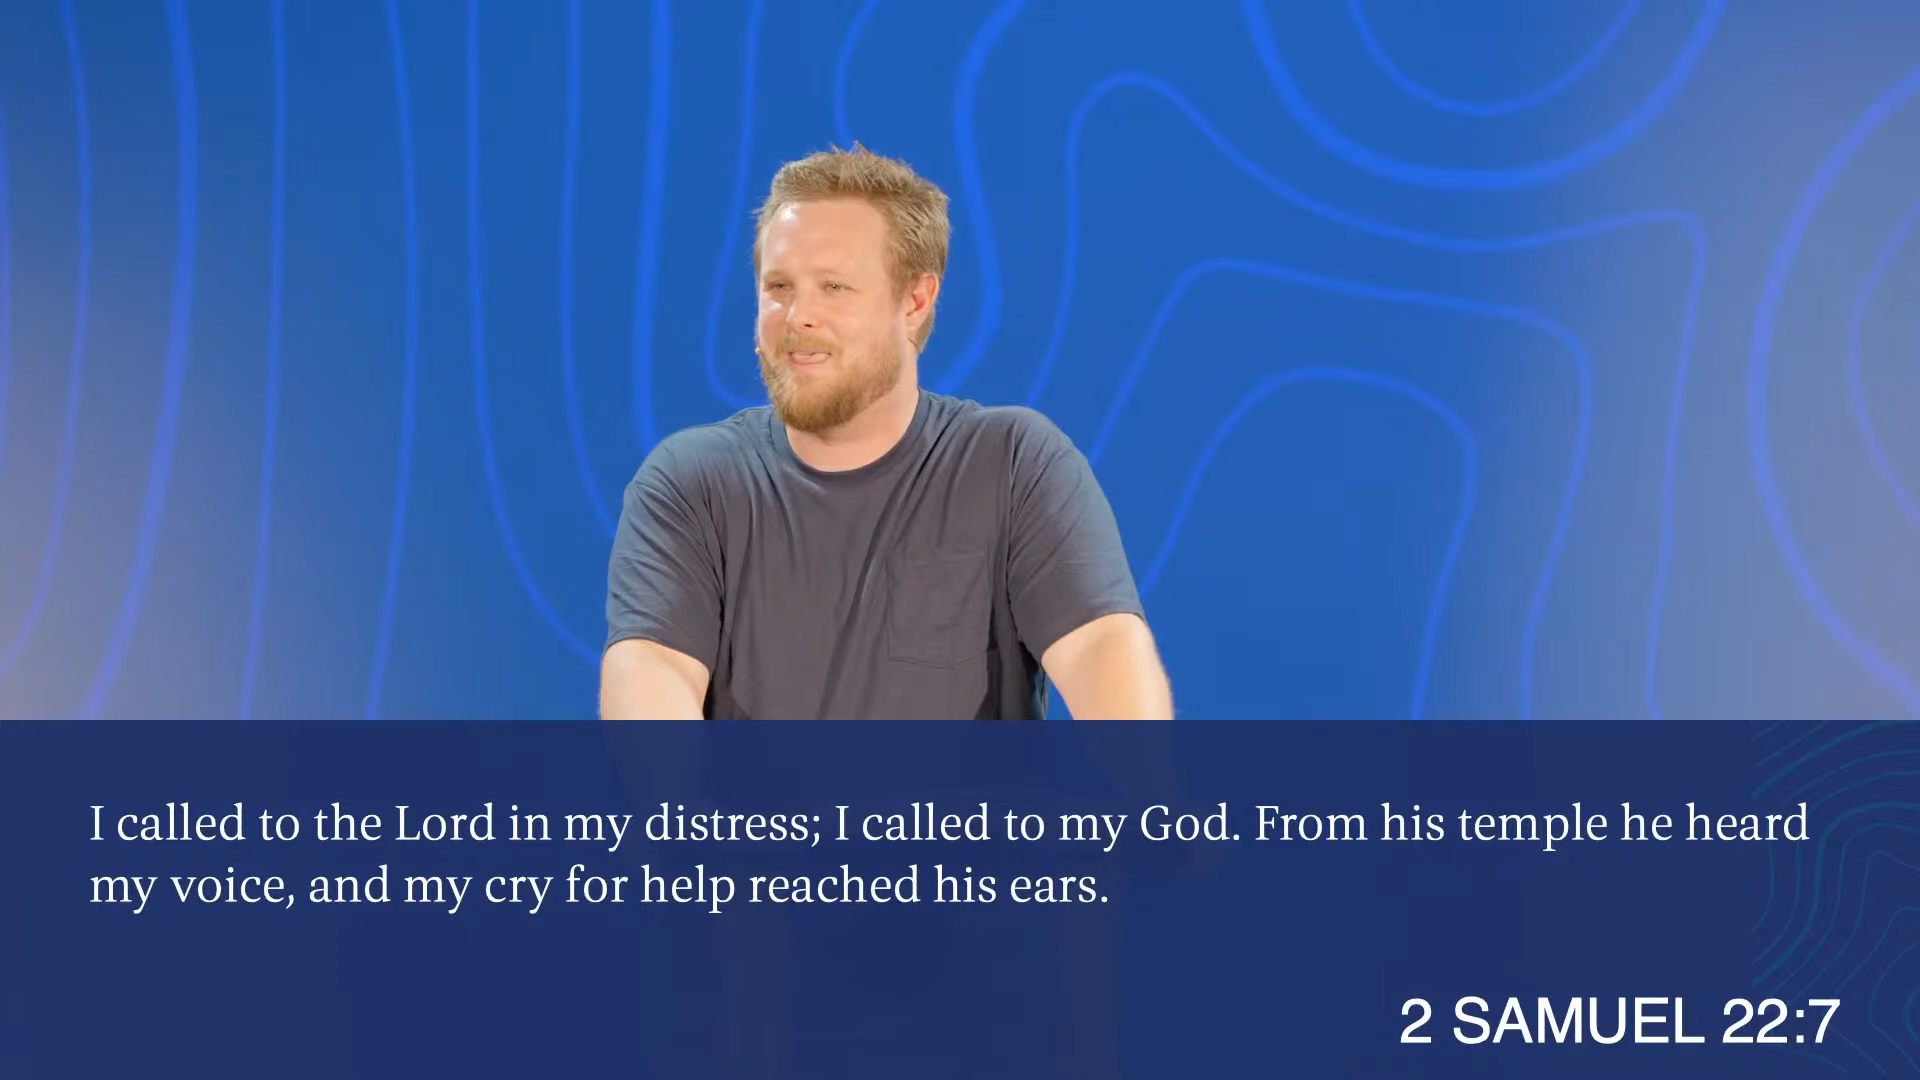 I called to the Lord in my distress; I called to my God. From his temple he heard
my voice, and my cry for help reached his ears.
2 SAMUEL 22:7